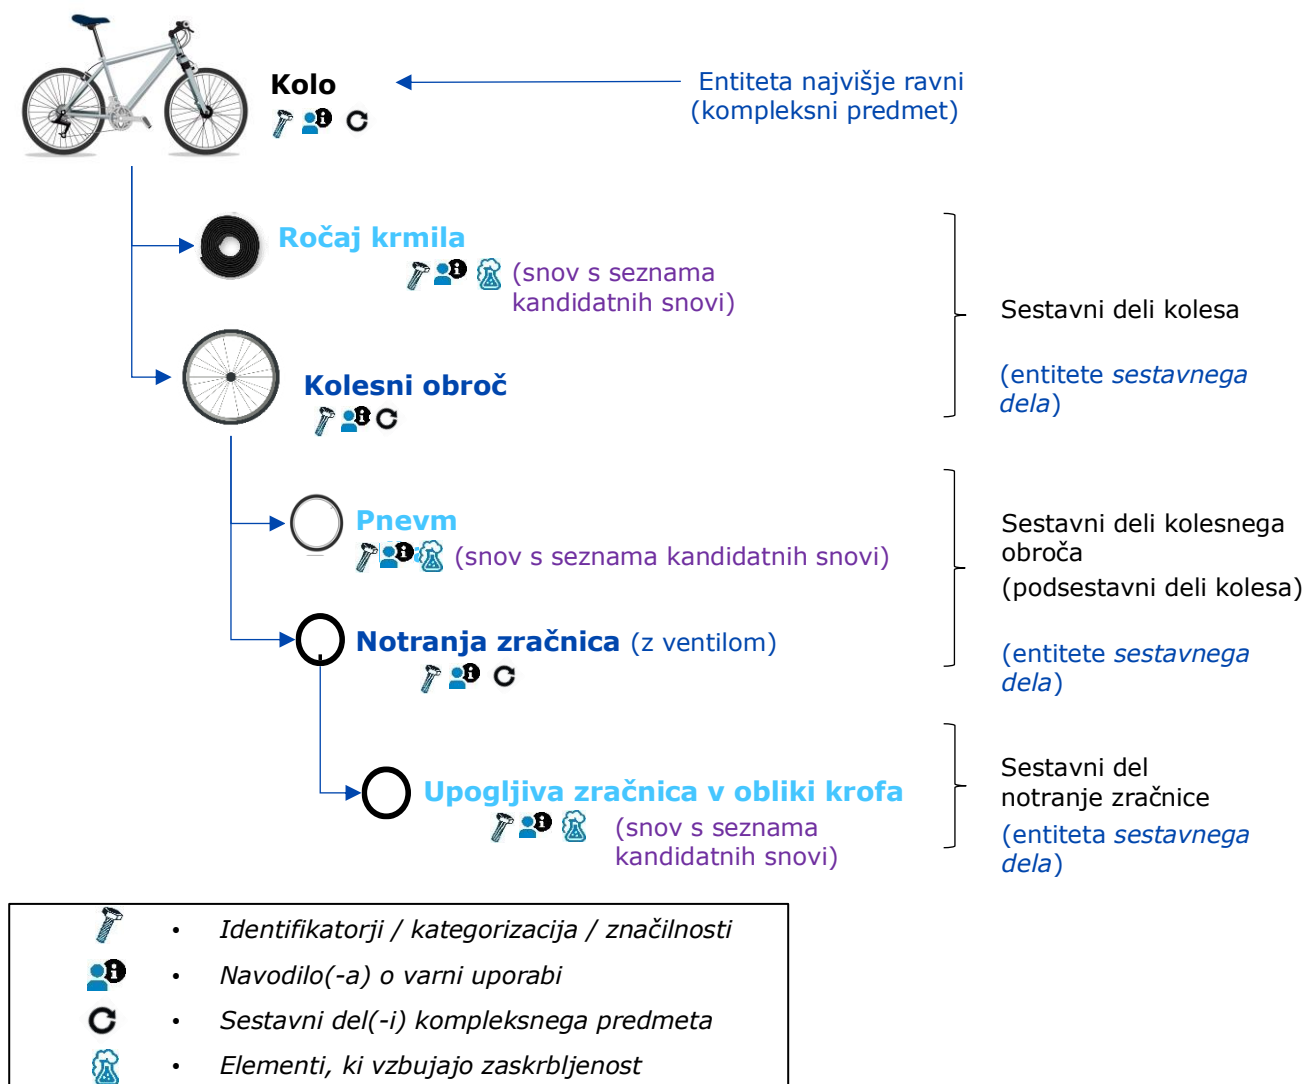 Kolo
Entiteta najvišje ravni
(kompleksni predmet)
Ročaj krmila
(snov s seznama
kandidatnih snovi)
Sestavni deli kolesa
(entitete sestavnega
dela)
Kolesni obroč
Pnevm
(snov s seznama kandidatnih snovi)
Sestavni deli kolesnega
obroča
(podsestavni deli kolesa)
(entitete sestavnega
dela)
Notranja zračnica (z ventilom)
Upogljiva zračnica v obliki krofa
(snov s seznama
kandidatnih snovi)
Sestavni del
notranje zračnice
(entiteta sestavnega
dela)
• Identifikatorji / kategorizacija / značilnosti
• Navodilo(-a) o varni uporabi
• Sestavni del(-i) kompleksnega predmeta
• Elementi, ki vzbujajo zaskrbljenost